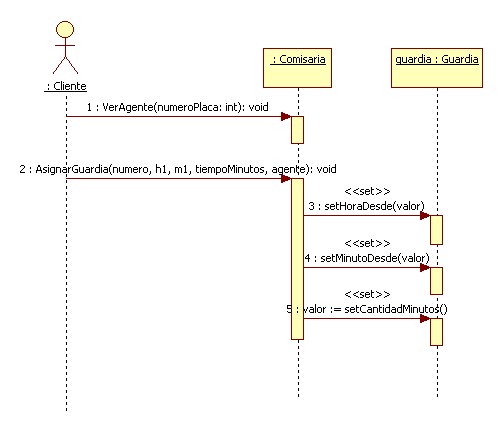 : Comisaria
guardia : Guardia
: Cliente
1 : VerAgente(numeroPlaca: int): void
2 : AsignarGuardia(numero, h1, m1, tiempoMinutos, agente): void
<<set>>
3 : setHoraDesde(valor)
<<set>>
4 : setMinutoDesde(valor)
<<set>>
5 : valor := setCantidadMinutos()